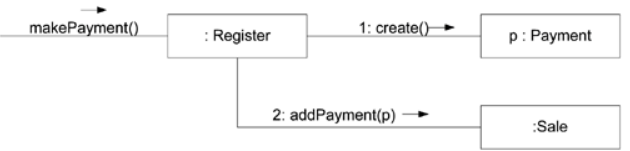 makePayment()
: Register
1: create()
p : Payment
2: addPayment(p)
:Sale